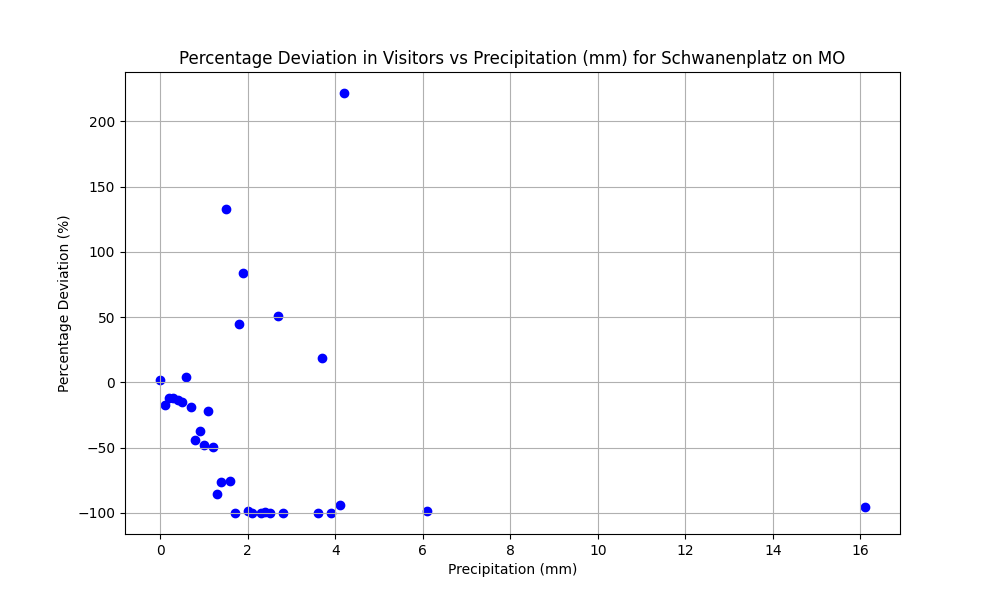 Percentage Deviation in Visitors vs Precipitation (mm) for Schwanenplatz on MO
Percentage Deviation (%)
200
150
100
50
0
−50
−100
0 2 4 6 8 10 12 14 16
Precipitation (mm)